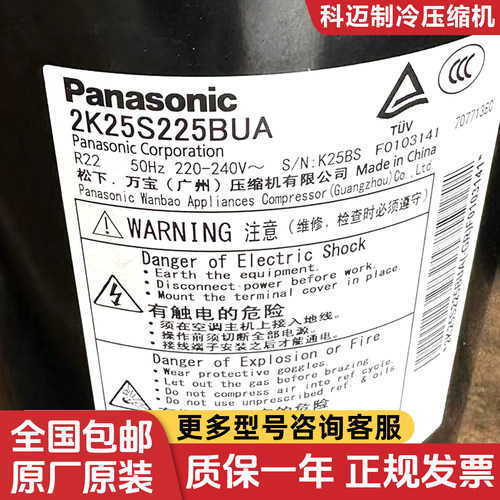 科迈制冷压缩机
Panasonic
2K25S225BUA
Panasonic Corporation
R22 50Hz 220-240V～ S/N:K25BS F0103141
TÜV
CCC
707713EC
松下．万宝（广州）压缩机有限公司 Made in China
Panasonic Wanbao Appliances Compressor(Guangzhou)Co.,Ltd.
WARNING 注意（维修，检查时必须遵守）
Danger of Electric Shock
• Earth the equipment.
• Disconnect power before work.
• Mount the terminal cover in place.
有触电的危险
• 须在空调主机上接入地线。
• 操作前须切断全部电源。
• 接线端子安装之后才能通电。
Danger of Explosion or Fire
• Wear protective goggles.
• Let out the gas before brazing.
• Do not compress air into ref.cycle.
• Do not use unprescribed ref. & oils.
全国包邮
原厂原装
更多型号咨询客服
质保一年 正规发票